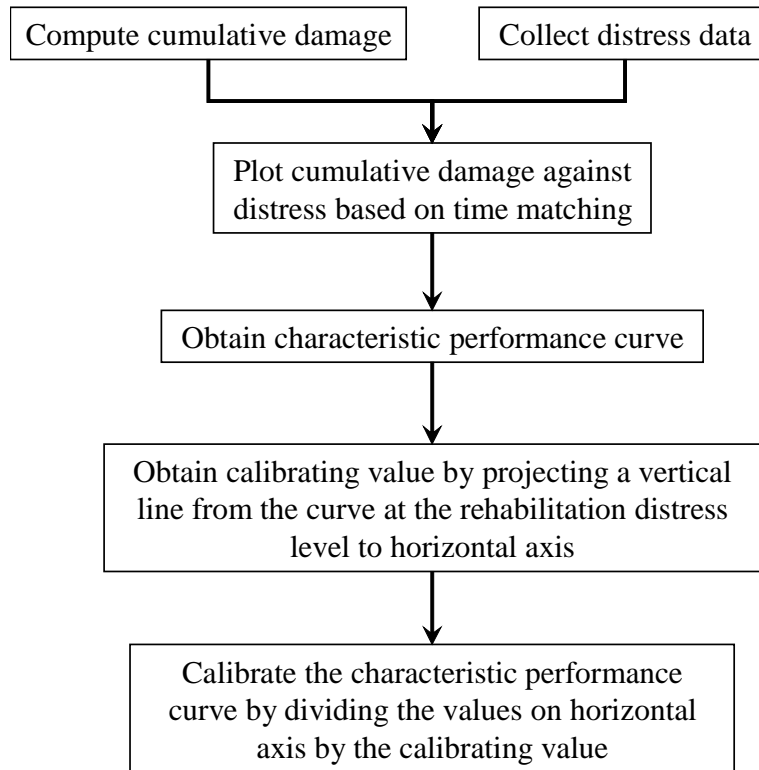 Compute cumulative damage
Collect distress data
Plot cumulative damage against
distress based on time matching
Obtain characteristic performance curve
Obtain calibrating value by projecting a vertical
line from the curve at the rehabilitation distress
level to horizontal axis
Calibrate the characteristic performance
curve by dividing the values on horizontal
axis by the calibrating value